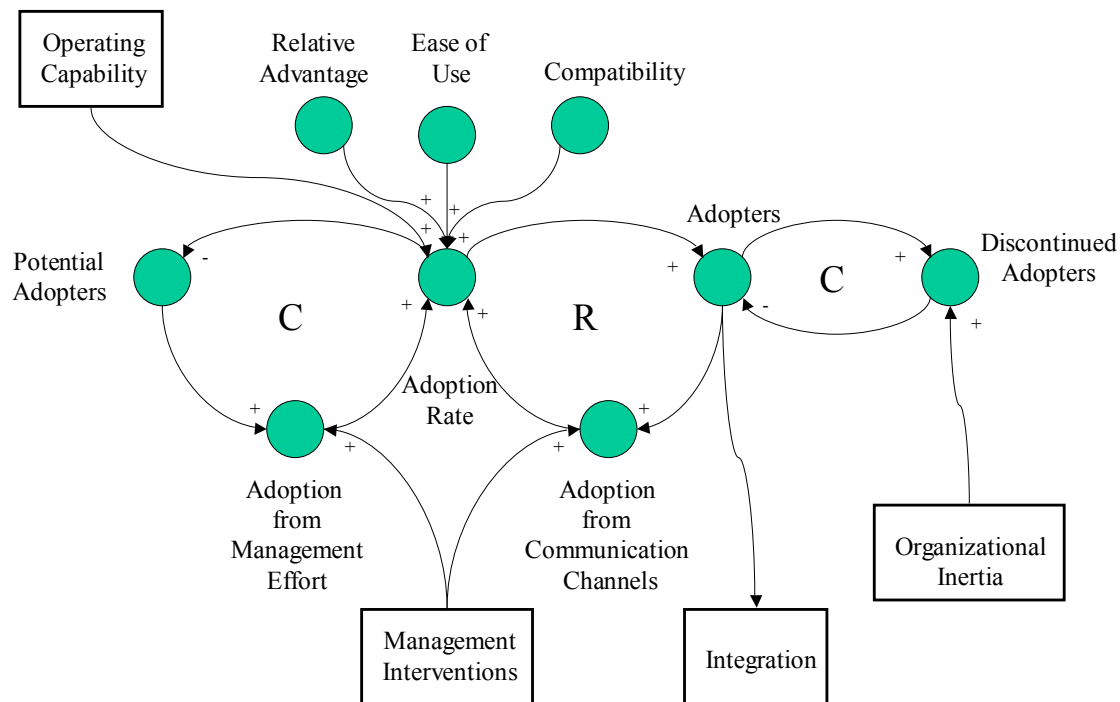 Operating
Capability
Relative
Advantage
Ease of
Use
Compatibility
+
+
+
+
Adopters
Potential
Adopters
-
+
+
Discontinued
Adopters
C
+
+
R
-
C
+
Adoption
Rate
+
+
+
+
Adoption
from
Management
Effort
Adoption
from
Communication
Channels
Organizational
Inertia
Management
Interventions
Integration